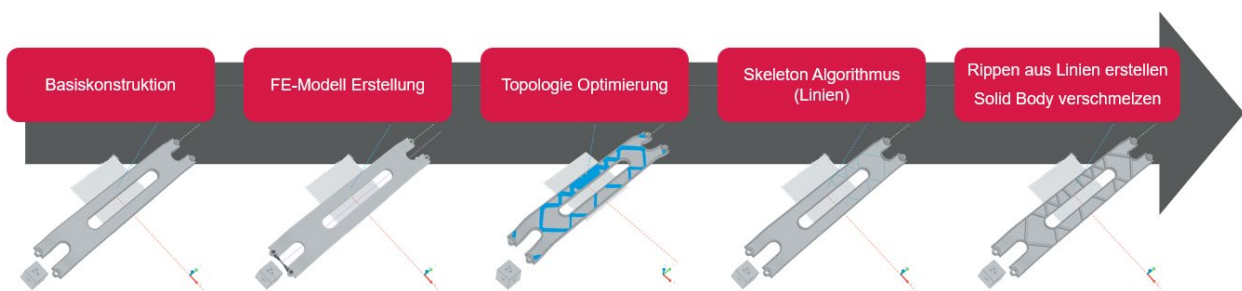 Basiskonstruktion
FE-Modell Erstellung
Topologie Optimierung
Skeleton Algorithmus
(Linien)
Rippen aus Linien erstellen
Solid Body verschmelzen